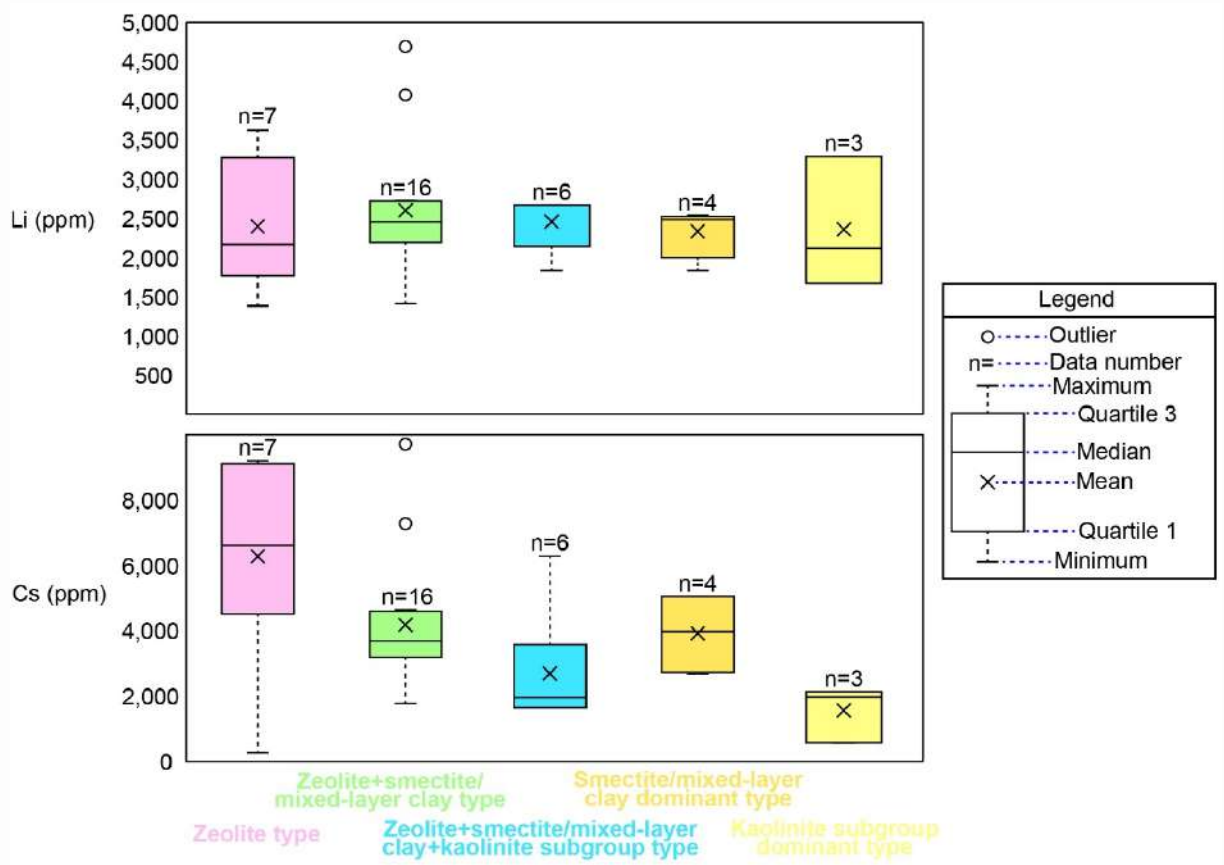 5,000
4,500
4,000
3,500
3,000
2,500
2,000
1,500
1,000
500
Li (ppm)
n=7
n=16
n=6
n=4
n=3
8,000
6,000
4,000
2,000
0
Cs (ppm)
n=7
n=16
n=6
n=4
n=3
Zeolite type
Zeolite+smectite/
mixed-layer clay type
Zeolite+smectite/mixed-layer
clay+kaolinite subgroup type
Smectite/mixed-layer
clay dominant type
Kaolinite subgroup
dominant type
Legend
Outlier
n= Data number
Maximum
Quartile 3
Median
Mean
Quartile 1
Minimum